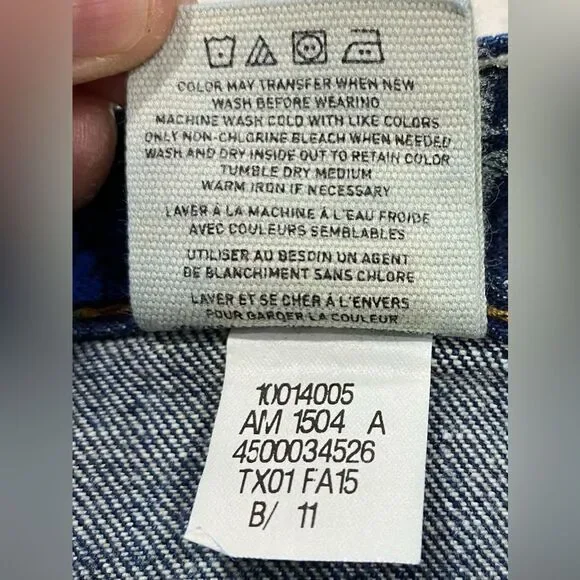 COLOR MAY TRANSFER WHEN NEW
WASH BEFORE WEARING
MACHINE WASH COLD WITH LIKE COLORS
ONLY NON-CHLORINE BLEACH WHEN NEEDED
WASH AND DRY INSIDE OUT TO RETAIN COLOR
TUMBLE DRY MEDIUM
WARM IRON IF NECESSARY
LAVER À LA MACHINE À L'EAU FROIDE
AVEC COULEURS SEMBLABLES
UTILISER AU BESOIN UN AGENT
DE BLANCHIMENT SANS CHLORE
LAVER ET SE CHER À L'ENVERS
POUR GARDER LA COULEUR
10014005
AM 1504 A
4500034526
TX01 FA15
B/ 11